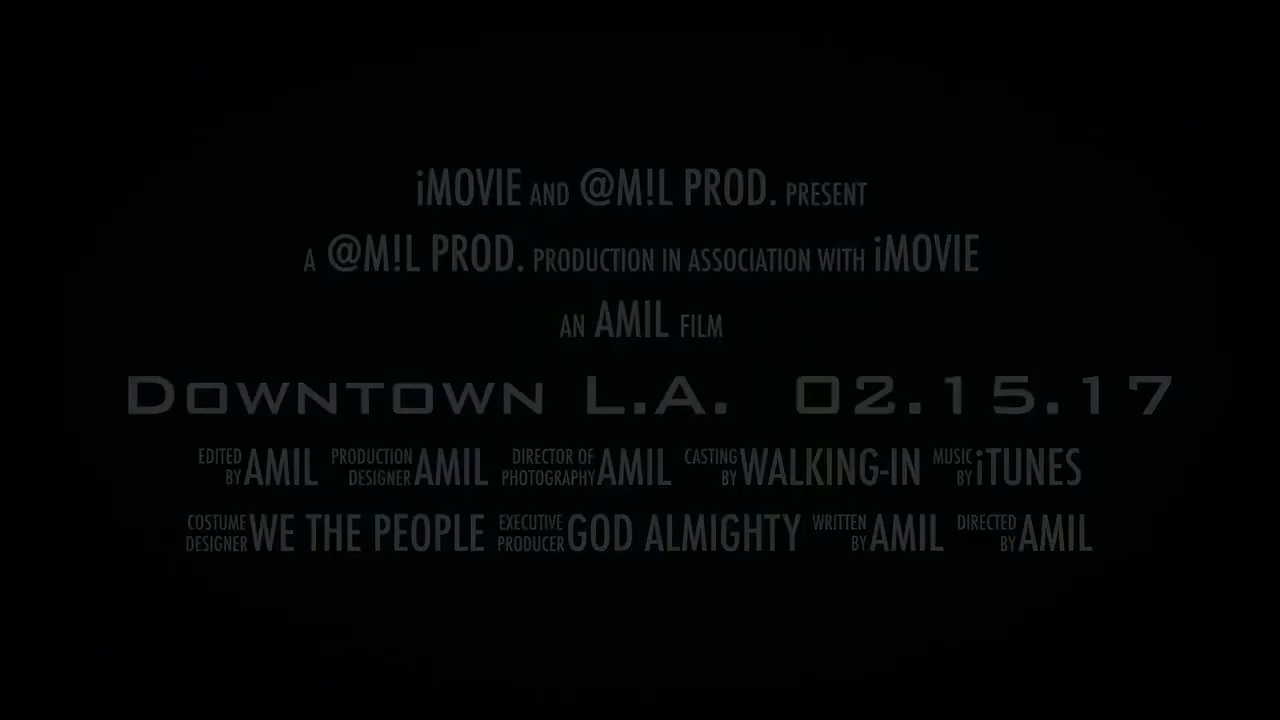 iMOVIE AND @M!L PROD. PRESENT
A @M!L PROD. PRODUCTION IN ASSOCIATION WITH iMOVIE
AN AMIL FILM
DOWNTOWN L.A. 02.15.17
EDITED BY AMIL PRODUCTION DESIGNER AMIL DIRECTOR OF PHOTOGRAPHY AMIL CASTING BY WALKING-IN MUSIC BY iTUNES
COSTUME DESIGNER WE THE PEOPLE EXECUTIVE PRODUCER GOD ALMIGHTY WRITTEN BY AMIL DIRECTED BY AMIL